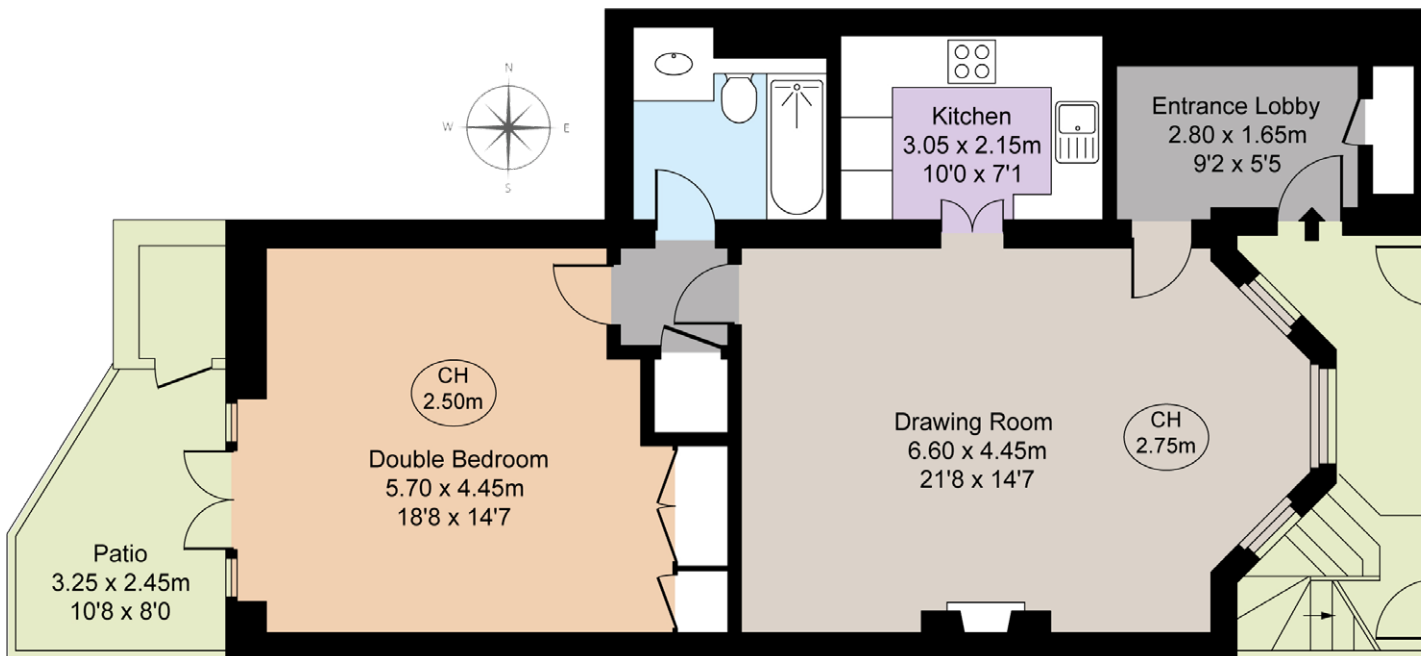 N
W
E
S
Kitchen
3.05 x 2.15m
10'0 x 7'1
Entrance Lobby
2.80 x 1.65m
9'2 x 5'5
CH
2.50m
Double Bedroom
5.70 x 4.45m
18'8 x 14'7
Drawing Room
6.60 x 4.45m
21'8 x 14'7
CH
2.75m
Patio
3.25 x 2.45m
10'8 x 8'0